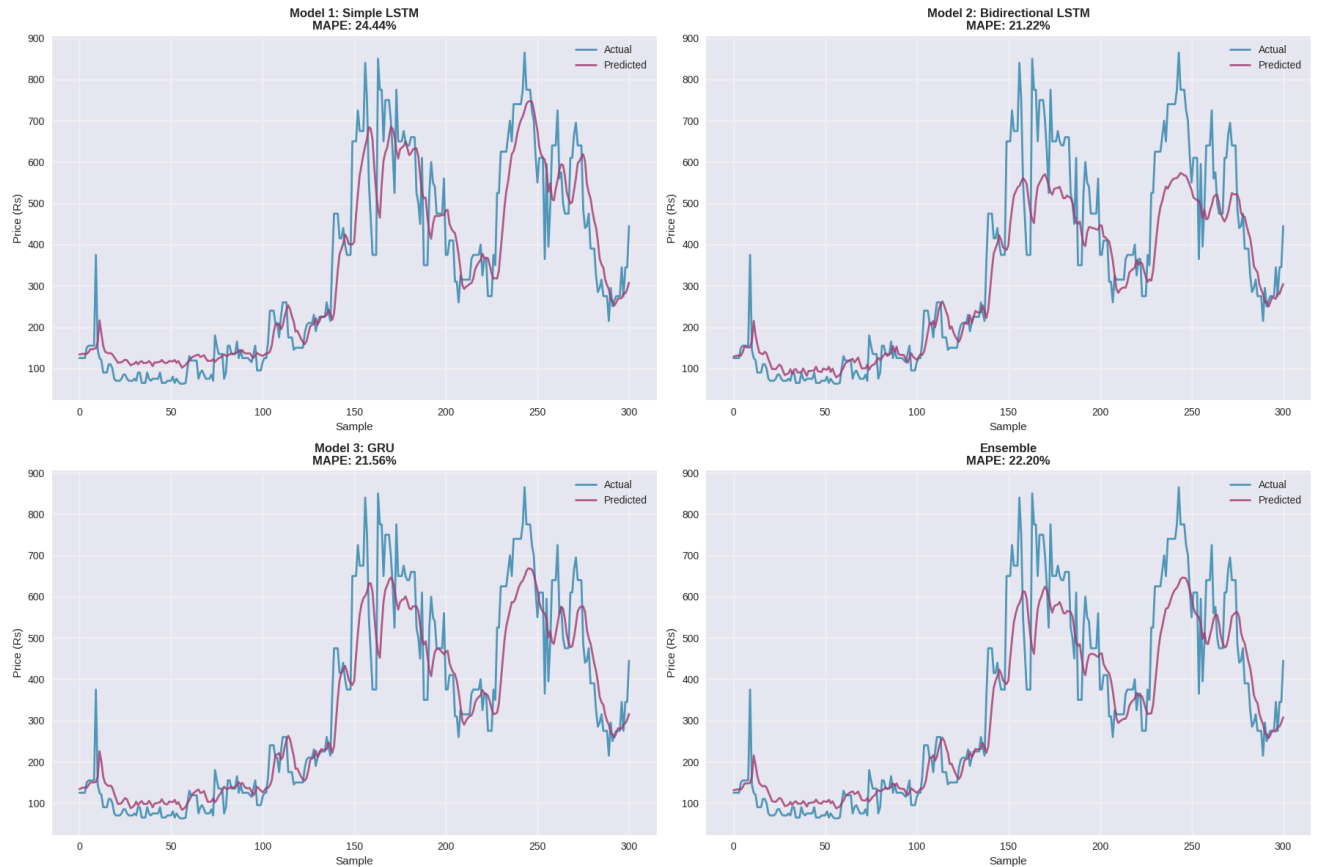 Model 1: Simple LSTM
MAPE: 24.44%
Actual
Predicted
Price (Rs)
900
800
700
600
500
400
300
200
100
0 50 100 150 200 250 300
Sample
Model 2: Bidirectional LSTM
MAPE: 21.22%
Actual
Predicted
Price (Rs)
900
800
700
600
500
400
300
200
100
0 50 100 150 200 250 300
Sample
Model 3: GRU
MAPE: 21.56%
Actual
Predicted
Price (Rs)
900
800
700
600
500
400
300
200
100
0 50 100 150 200 250 300
Sample
Ensemble
MAPE: 22.20%
Actual
Predicted
Price (Rs)
900
800
700
600
500
400
300
200
100
0 50 100 150 200 250 300
Sample